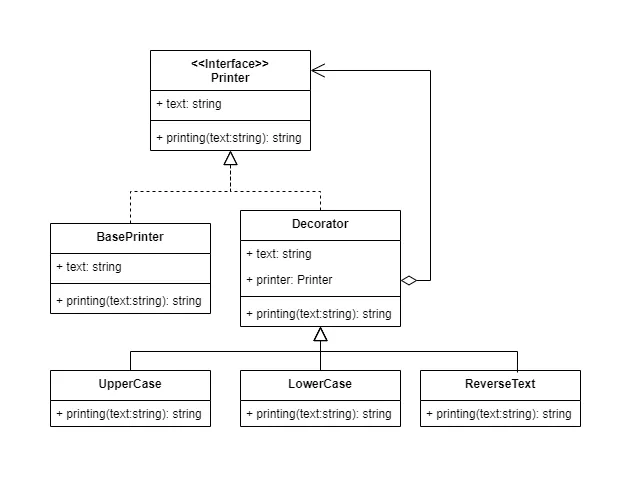 <<Interface>>
Printer
+ text: string
+ printing(text:string): string
BasePrinter
+ text: string
+ printing(text:string): string
Decorator
+ text: string
+ printer: Printer
+ printing(text:string): string
UpperCase
+ printing(text:string): string
LowerCase
+ printing(text:string): string
ReverseText
+ printing(text:string): string